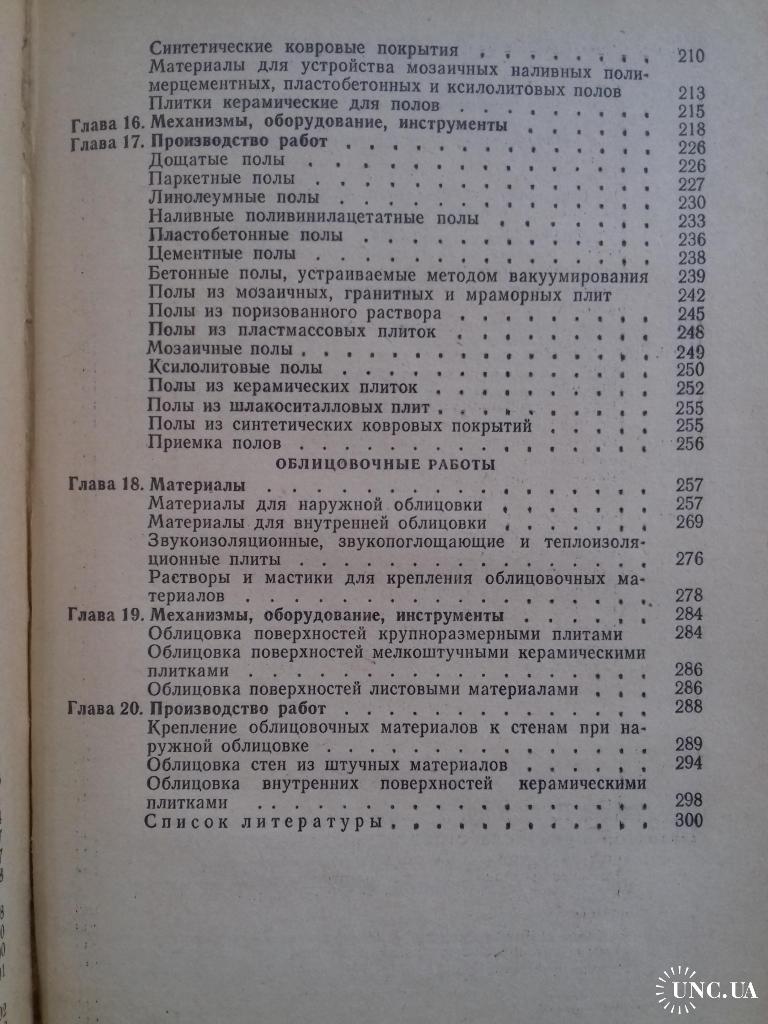 Синтетические ковровые покрытия . . . . . . . 210
Материалы для устройства мозаичных наливных поли-
мерцементных, пластобетонных и ксилолитовых полов 213
Плитки керамические для полов . . . . . . . . 215
Глава 16. Механизмы, оборудование, инструменты . . . . . . 218
Глава 17. Производство работ . . . . . . . . . . . . . 226
Дощатые полы . . . . . . . . . . . . . 226
Паркетные полы . . . . . . . . . . . . . 227
Линолеумные полы . . . . . . . . . . . . 230
Наливные поливинилацетатные полы . . . . . . 233
Пластобетонные полы . . . . . . . . . . . 236
Цементные полы . . . . . . . . . . . . . 238
Бетонные полы, устраиваемые методом вакуумирования 239
Полы из мозаичных, гранитных и мраморных плит 242
Полы из поризованного раствора . . . . . . . . 245
Полы из пластмассовых плиток . . . . . . . . 248
Мозаичные полы . . . . . . . . . . . . . 249
Ксилолитовые полы . . . . . . . . . . . . 250
Полы из керамических плиток . . . . . . . . . 252
Полы из шлакоситалловых плит . . . . . . . . . 255
Полы из синтетических ковровых покрытий . . . . . 255
Приемка полов . . . . . . . . . . . . . . 256
ОБЛИЦОВОЧНЫЕ РАБОТЫ
Глава 18. Материалы . . . . . . . . . . . . . . . . 257
Материалы для наружной облицовки . . . . . . 257
Материалы для внутренней облицовки . . . . . . 269
Звукоизоляционные, звукопоглощающие и теплоизоля-
ционные плиты . . . . . . . . . . . . . . 276
Растворы и мастики для крепления облицовочных ма-
териалов . . . . . . . . . . . . . . . . 278
Глава 19. Механизмы, оборудование, инструменты . . . . . . 284
Облицовка поверхностей крупноразмерными плитами 284
Облицовка поверхностей мелкоштучными керамическими
плитками . . . . . . . . . . . . . . . . 286
Облицовка поверхностей листовыми материалами . . . 286
Глава 20. Производство работ . . . . . . . . . . . . . 288
Крепление облицовочных материалов к стенам при на-
ружной облицовке . . . . . . . . . . . . . 289
Облицовка стен из штучных материалов . . . . . . 294
Облицовка внутренних поверхностей керамическими
плитками . . . . . . . . . . . . . . . . 298
Список литературы . . . . . . . . . . . . 300
UNC.UA